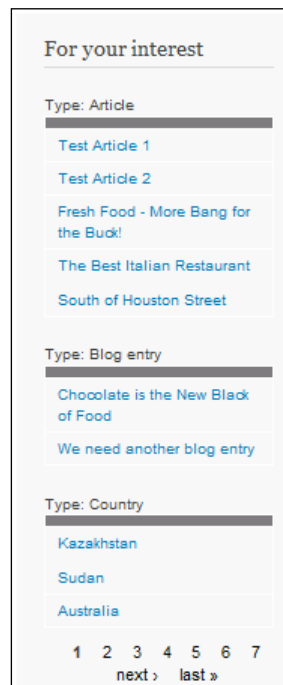 For your interest
Type: Article
Test Article 1
Test Article 2
Fresh Food - More Bang for
the Buck!
The Best Italian Restaurant
South of Houston Street
Type: Blog entry
Chocolate is the New Black
of Food
We need another blog entry
Type: Country
Kazakhstan
Sudan
Australia
1 2 3 4 5 6 7
next › last »